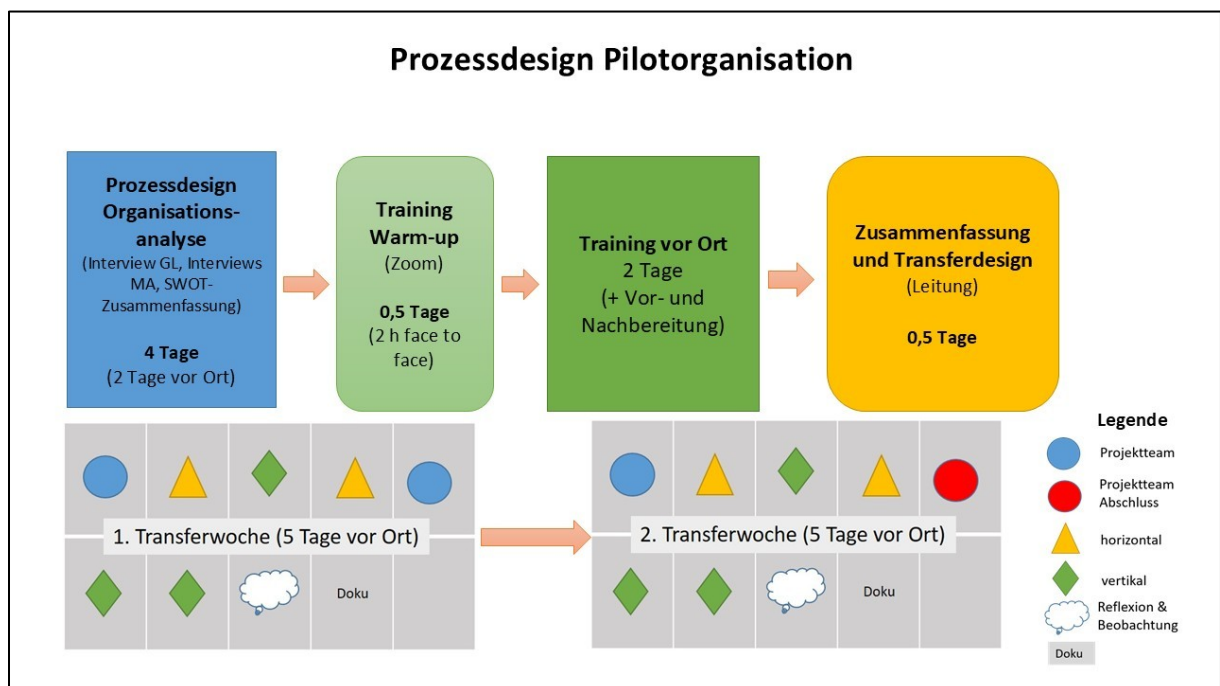 Prozessdesign Pilotorganisation
Prozessdesign
Organisations-
analyse
(Interview GL, Interviews
MA, SWOT-
Zusammenfassung)
4 Tage
(2 Tage vor Ort)
Training
Warm-up
(Zoom)
0,5 Tage
(2 h face to
face)
Training vor Ort
2 Tage
(+ Vor- und
Nachbereitung)
Zusammenfassung
und Transferdesign
(Leitung)
0,5 Tage
1. Transferwoche (5 Tage vor Ort)
Doku
2. Transferwoche (5 Tage vor Ort)
Doku
Legende
Projektteam
Projektteam
Abschluss
horizontal
vertikal
Reflexion &
Beobachtung
Doku